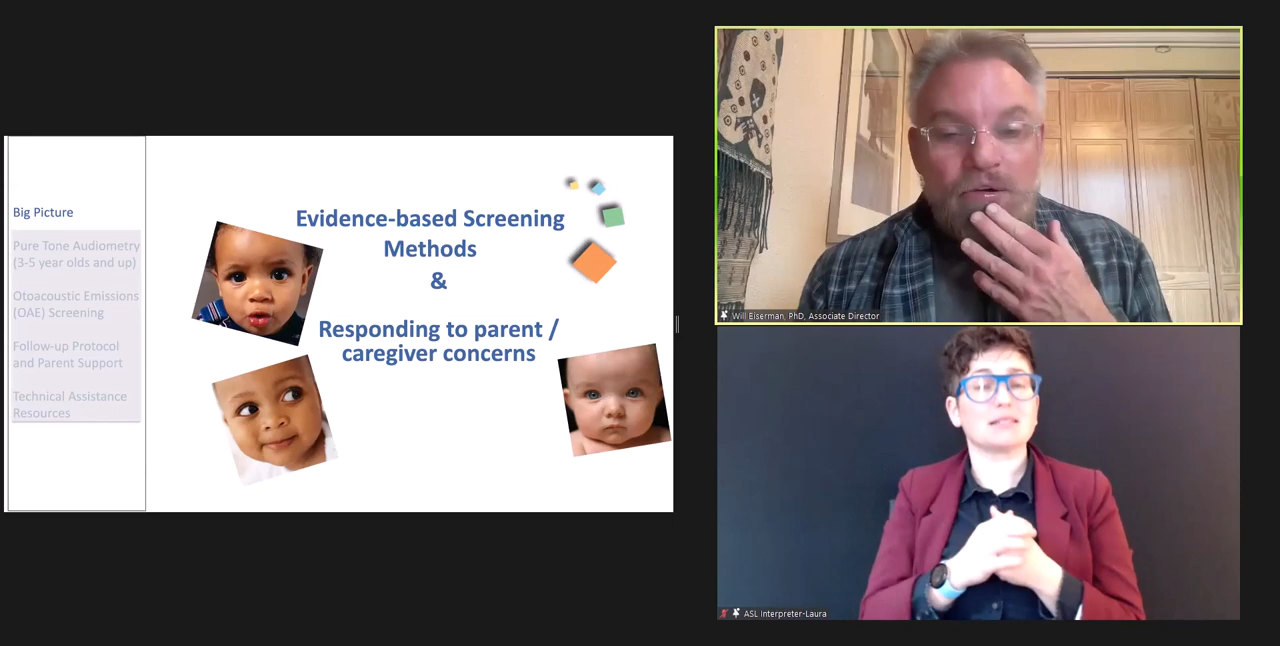 Big Picture
Pure Tone Audiometry
(3-5 year olds and up)
Otoacoustic Emissions
(OAE) Screening
Follow-up Protocol
and Parent Support
Technical Assistance
Resources
Evidence-based Screening
Methods
&
Responding to parent /
caregiver concerns
Will Eiserman, PhD, Associate Director
ASL Interpreter-Laura